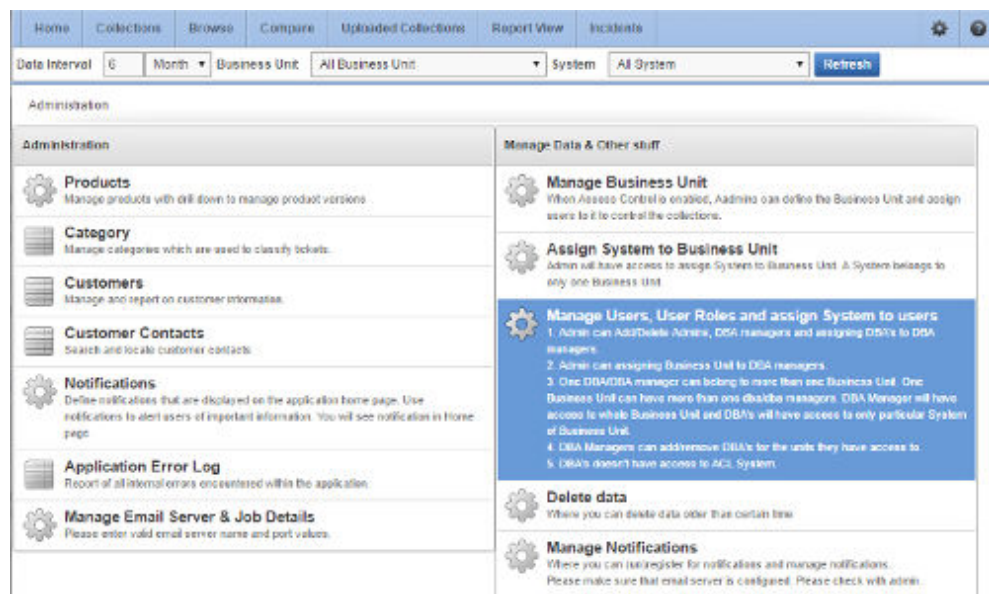 Home Collections Browse Compare Uploaded Collections Report View Incidents
Data Interval 6 Month Business Unit All Business Unit System All System Refresh
Administration
Administration
Products
Manage products with drill down to manage product versions
Category
Manage categories which are used to classify tickets.
Customers
Manage and report on customer information.
Customer Contacts
Search and locate customer contacts
Notifications
Define notifications that are displayed on the application home page. Use
notifications to alert users of important information. You will see notification in Home
page
Application Error Log
Report of all internal errors encountered within the application.
Manage Email Server & Job Details
Please enter valid email server name and port values.
Manage Data & Other stuff
Manage Business Unit
When Access Control is enabled, Aadmins can define the Business Unit and assign
users to it to control the collections.
Assign System to Business Unit
Admin will have access to assign System to Business Unit. A System belongs to
only one Business Unit
Manage Users, User Roles and assign System to users
1. Admin can Add/Delete Admins, DBA managers and assigning DBA's to DBA
managers.
2. Admin can assigning Business Unit to DBA managers.
3. One DBA/DBA manager can belong to more than one Business Unit. One
Business Unit can have more than one dba/dba managers. DBA Manager will have
access to whole Business Unit and DBA's will have access to only particular System
of Business Unit.
4. DBA Managers can add/remove DBA's for the units they have access to.
5. DBA's doesn't have access to ACL System.
Delete data
Where you can delete data older than certain time
Manage Notifications
Where you can (un)register for notifications and manage notifications.
Please make sure that email server is configured. Please check with admin.